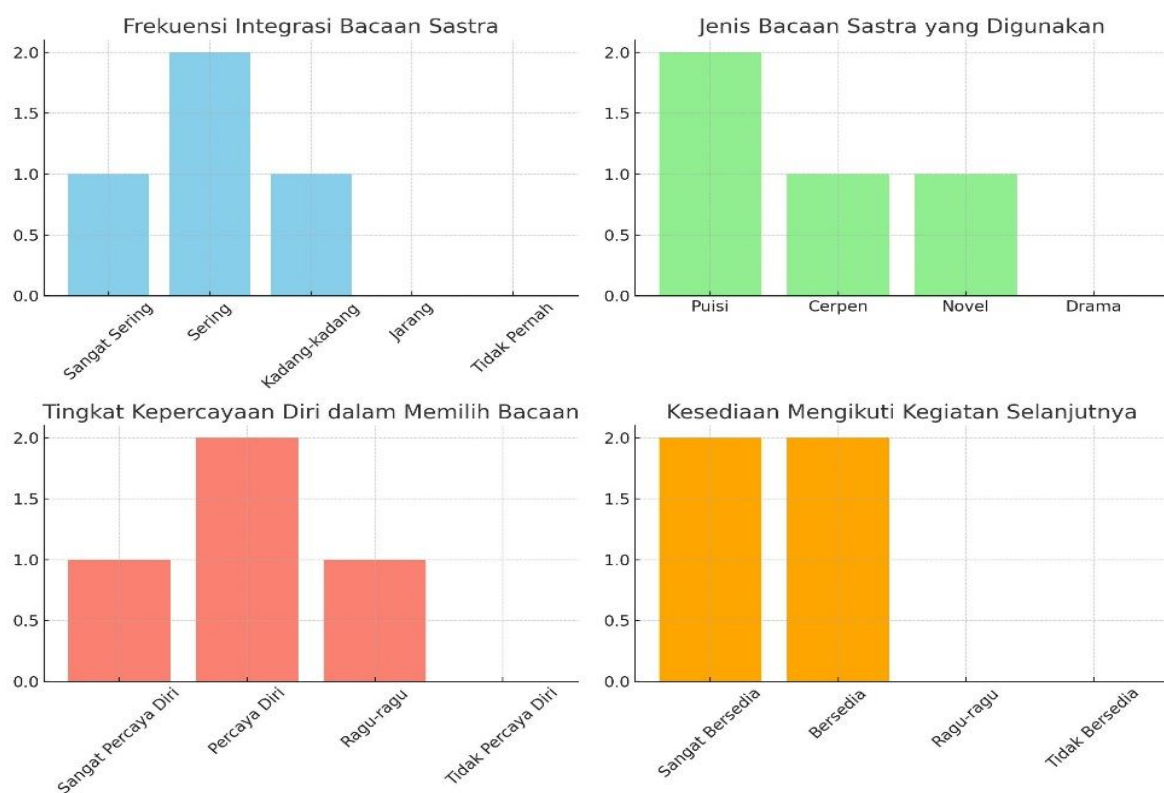 Frekuensi Integrasi Bacaan Sastra
2.0
1.5
1.0
0.5
0.0
Sangat Sering
Sering
Kadang-kadang
Jarang
Tidak Pernah
Jenis Bacaan Sastra yang Digunakan
2.0
1.5
1.0
0.5
0.0
Puisi
Cerpen
Novel
Drama
Tingkat Kepercayaan Diri dalam Memilih Bacaan
2.0
1.5
1.0
0.5
0.0
Sangat Percaya Diri
Percaya Diri
Ragu-ragu
Tidak Percaya Diri
Kesediaan Mengikuti Kegiatan Selanjutnya
2.0
1.5
1.0
0.5
0.0
Sangat Bersedia
Bersedia
Ragu-ragu
Tidak Bersedia